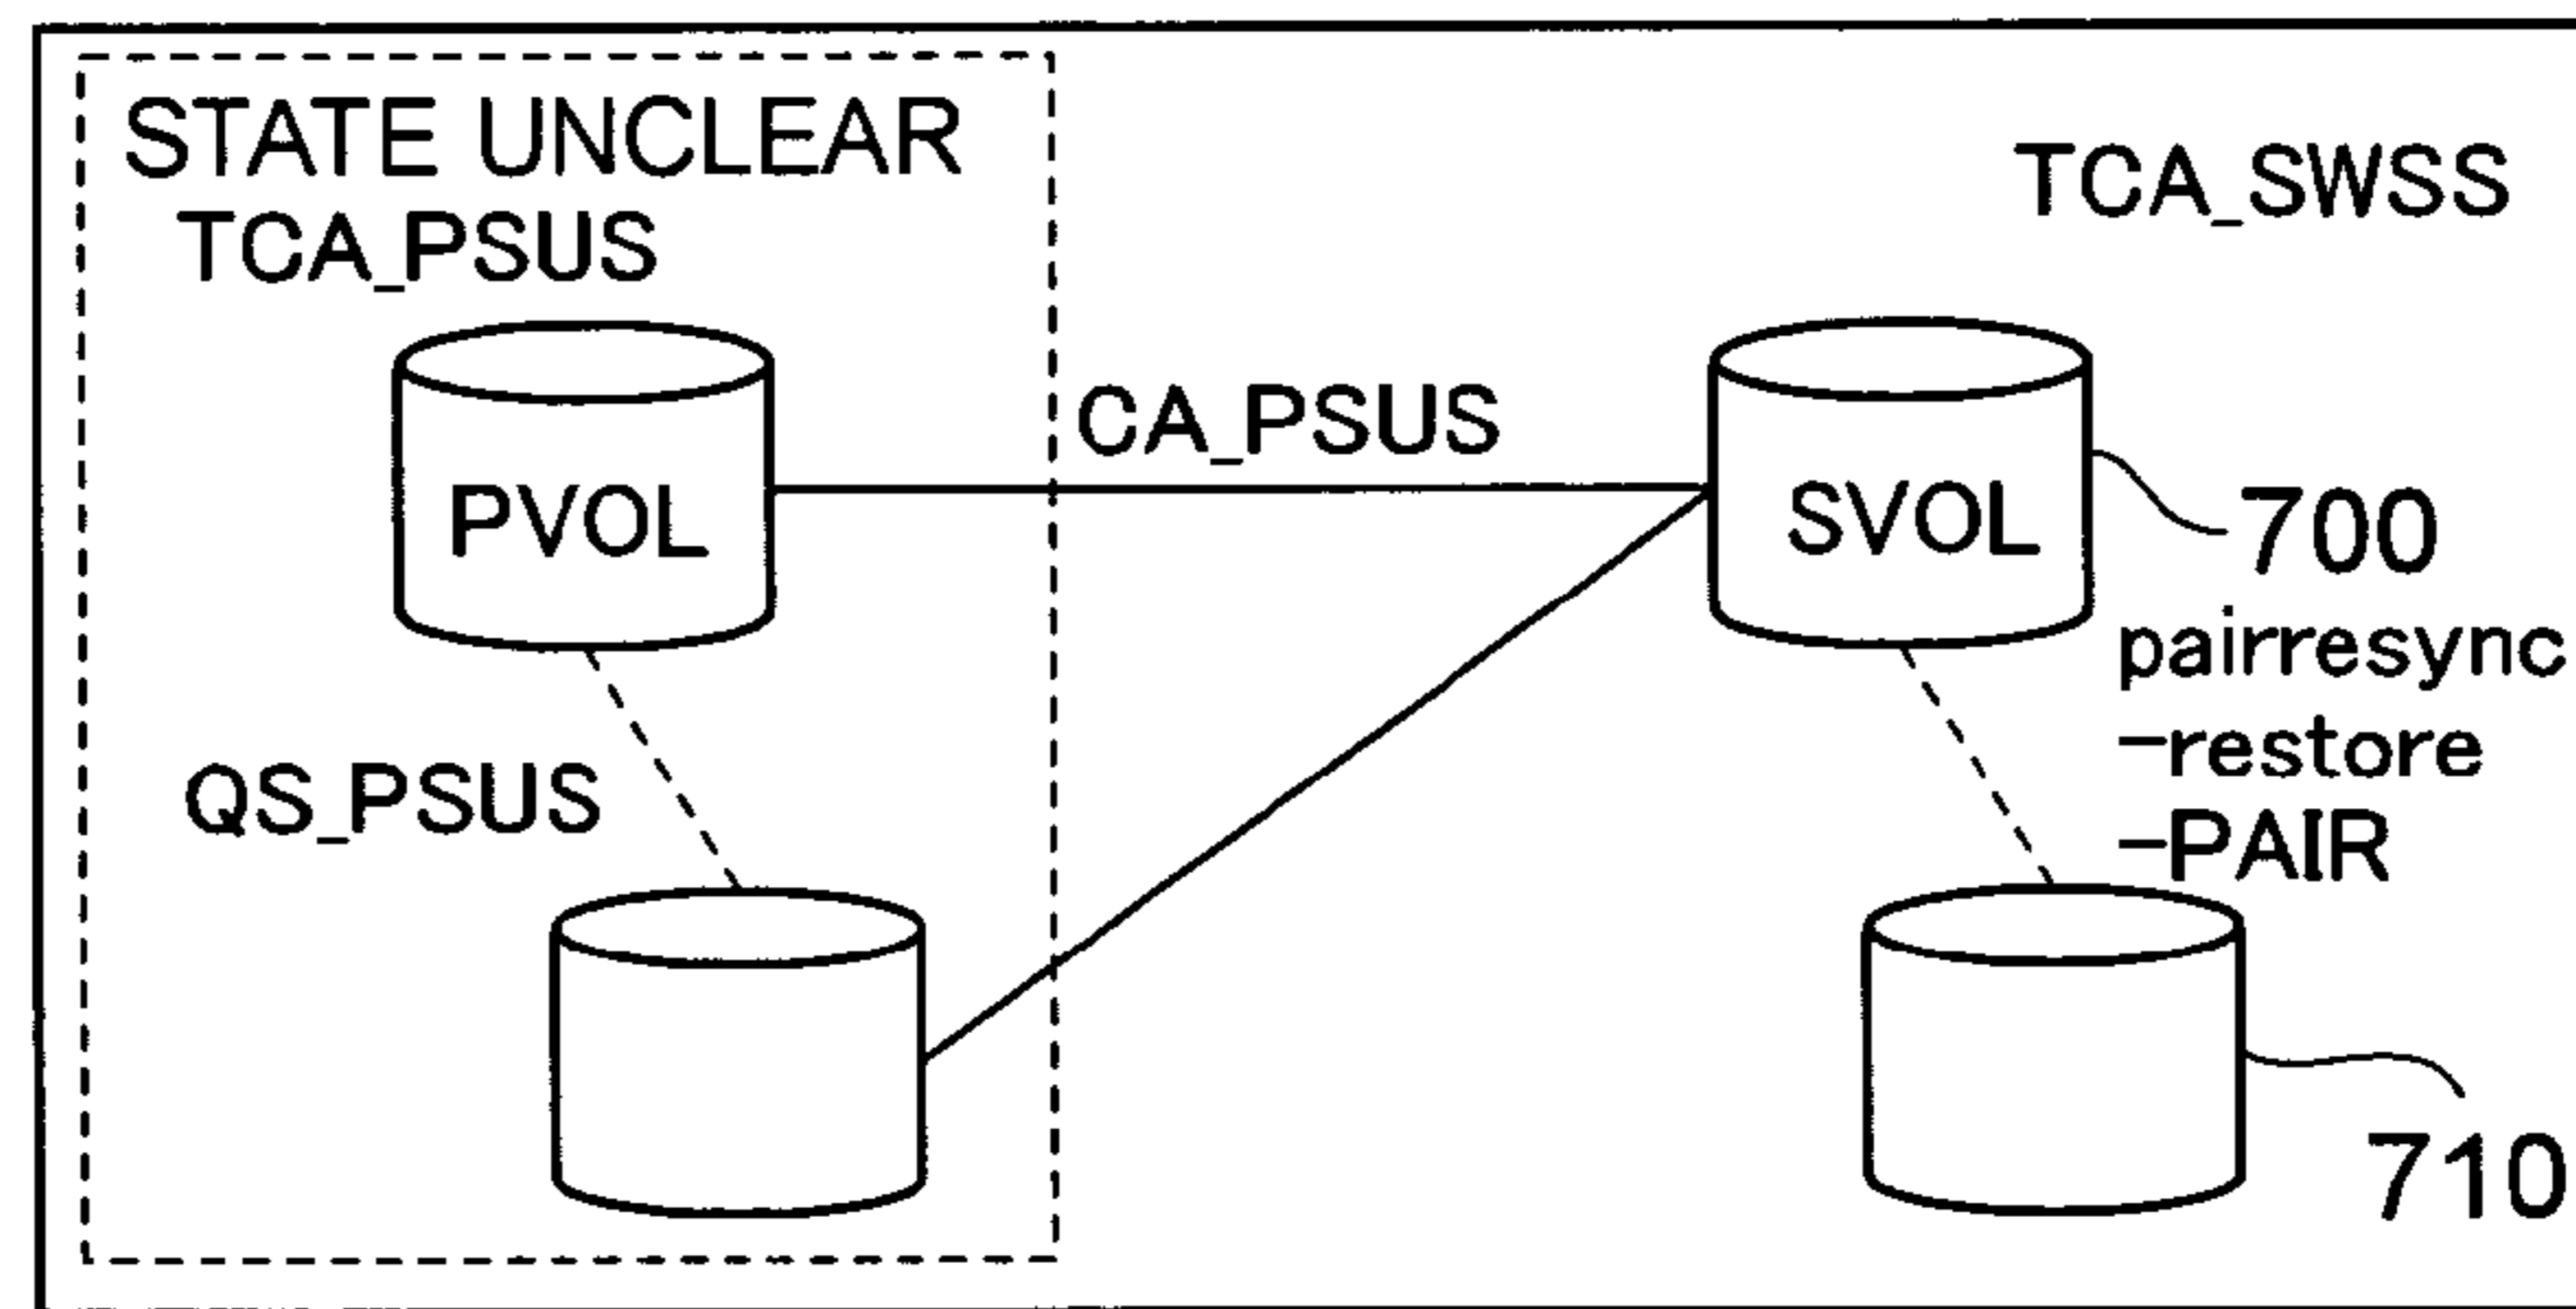 STATE UNCLEAR
TCA_PSUS
TCA_SWSS
CA_PSUS
PVOL
SVOL
700
pairresync
-restore
-PAIR
QS_PSUS
710